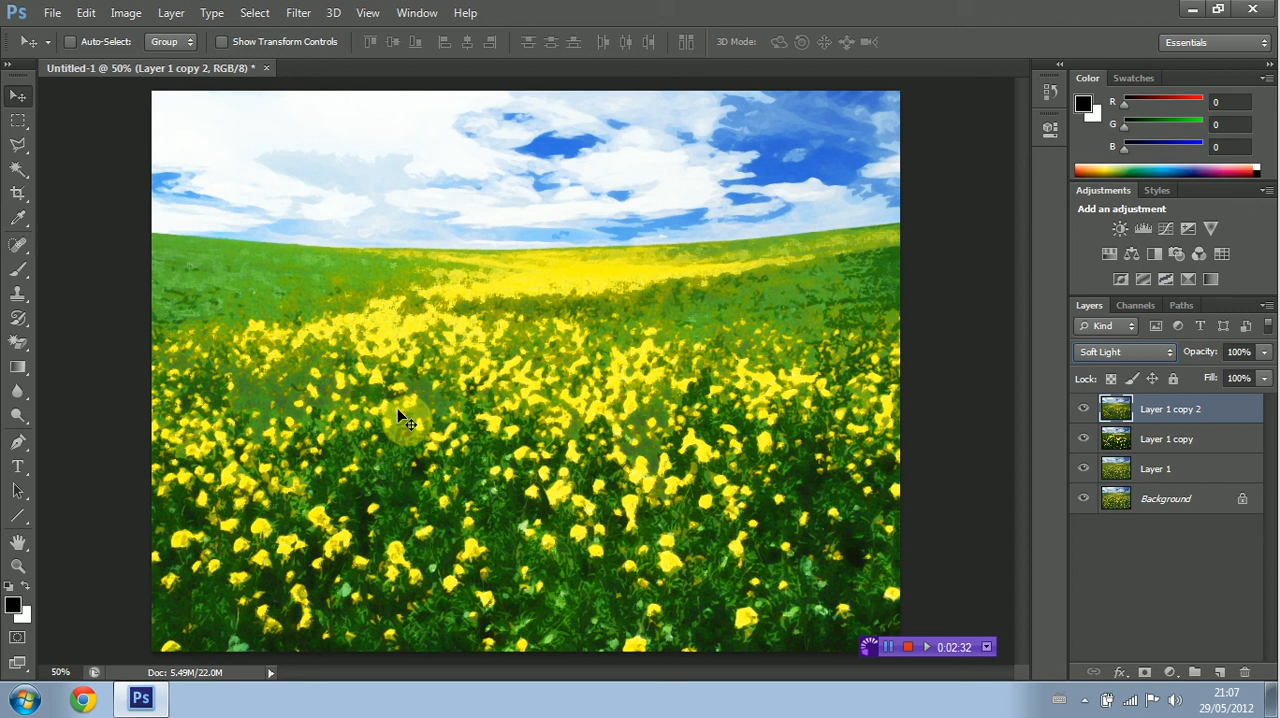 Ps File Edit Image Layer Type Select Filter 3D View Window Help
Auto-Select: Group Show Transform Controls 3D Mode: Essentials
Untitled-1 @ 50% (Layer 1 copy 2, RGB/8) * ×
Color Swatches
R 0
G 0
B 0
Adjustments Styles
Add an adjustment
Layers Channels Paths
Kind
Soft Light Opacity: 100%
Lock: Fill: 100%
Layer 1 copy 2
Layer 1 copy
Layer 1
Background
0:02:32
50% Doc: 5.49M/22.0M
fx
Ps
21:07
29/05/2012